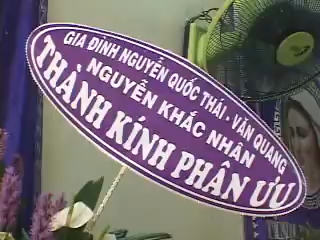 GIA ĐÌNH NGUYỄN QUỐC THÁI - VĂN QUANG
NGUYỄN KHẮC NHÂN
THÀNH KÍNH PHÂN ƯU